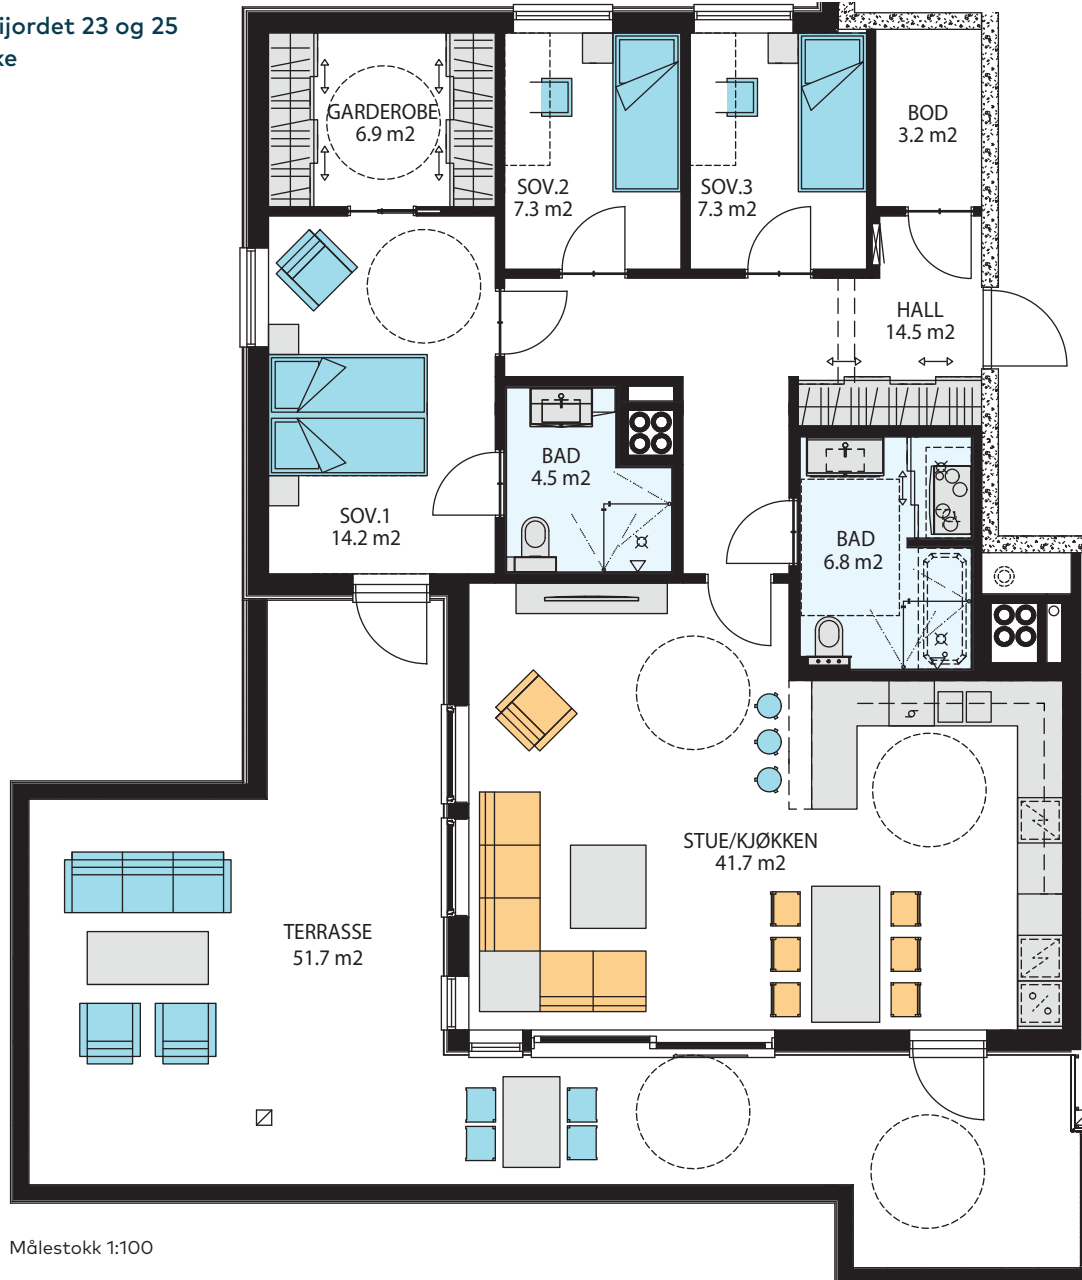 ijordet 23 og 25
GARDEROBE
6.9 m2
SOV.2
7.3 m2
SOV.3
7.3 m2
BOD
3.2 m2
HALL
14.5 m2
BAD
4.5 m2
SOV.1
14.2 m2
BAD
6.8 m2
STUE/KJØKKEN
41.7 m2
TERRASSE
51.7 m2
Målestokk 1:100